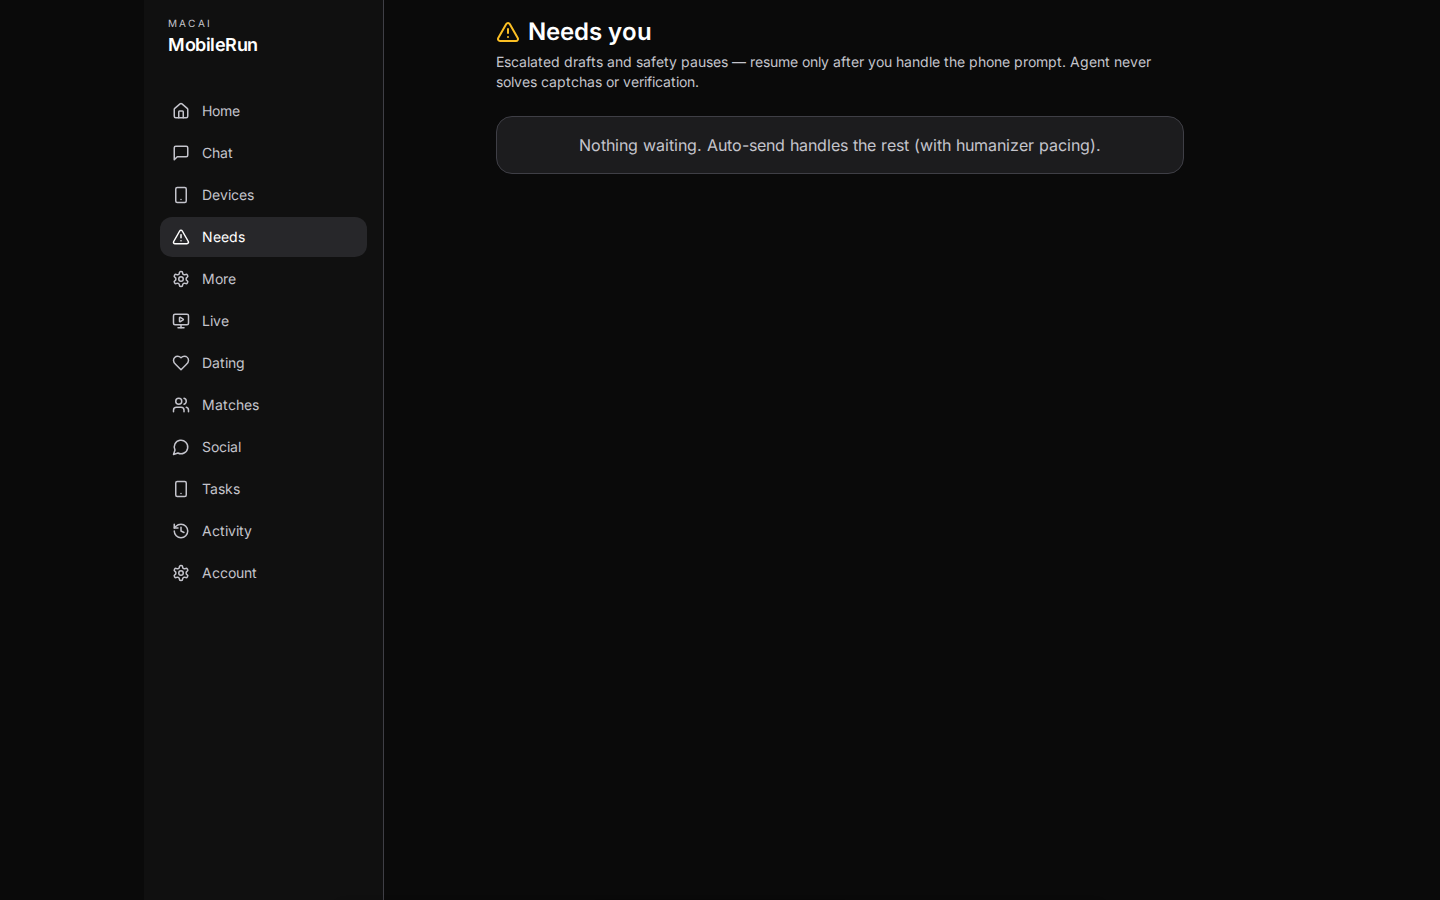 MACAI
MobileRun
Home
Chat
Devices
Needs
More
Live
Dating
Matches
Social
Tasks
Activity
Account
Needs you
Escalated drafts and safety pauses — resume only after you handle the phone prompt. Agent never
solves captchas or verification.
Nothing waiting. Auto-send handles the rest (with humanizer pacing).